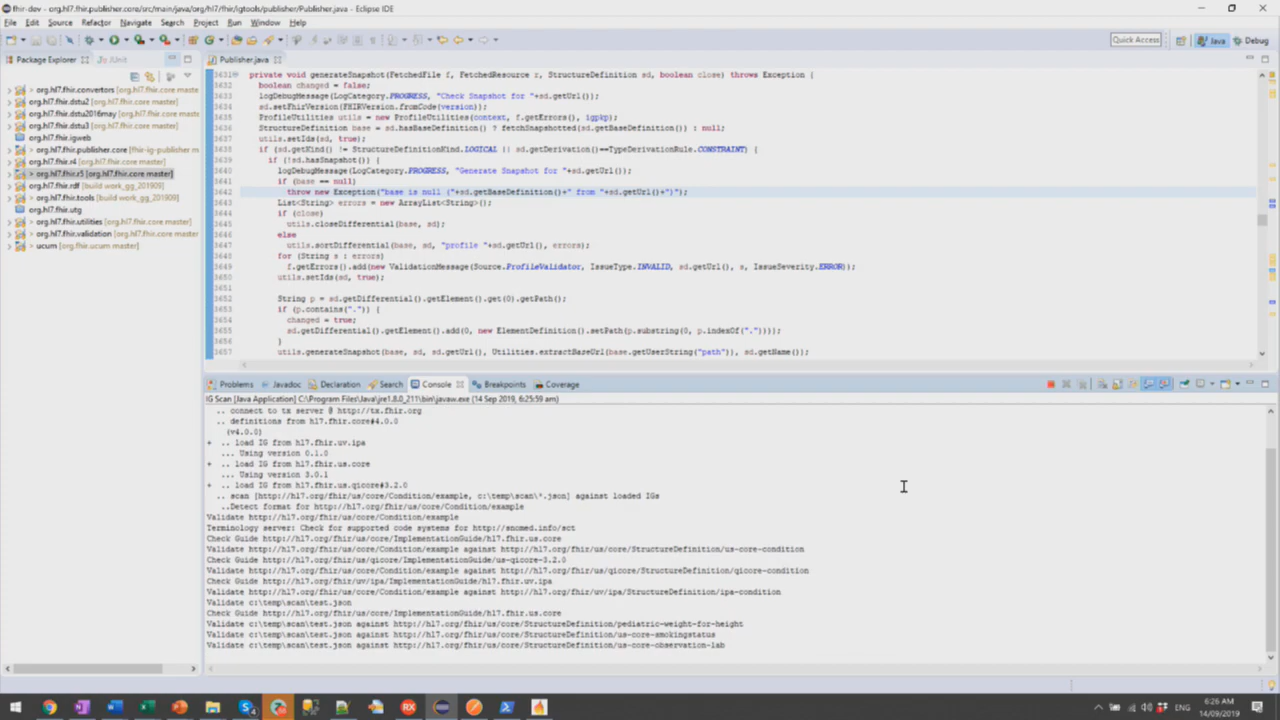 fhir-dev - org.hl7.fhir.publisher.core/src/main/java/org/hl7/fhir/igtools/publisher/Publisher.java - Eclipse IDE
File Edit Source Refactor Navigate Search Project Run Window Help
Quick Access Java Debug
Package Explorer JUnit
Publisher.java
> org.hl7.fhir.convertors [org.hl7.fhir.core master]
org.hl7.fhir.dstu2 [org.hl7.fhir.core master]
org.hl7.fhir.dstu2016may [org.hl7.fhir.core master]
org.hl7.fhir.dstu3 [org.hl7.fhir.core master]
org.hl7.fhir.igweb
> org.hl7.fhir.publisher.core [fhir-ig-publisher m
org.hl7.fhir.r4 [org.hl7.fhir.core master]
> org.hl7.fhir.r5 [org.hl7.fhir.core master]
org.hl7.fhir.rdf [build work_gg_201909]
> org.hl7.fhir.tools [build work_gg_201909]
org.hl7.fhir.utg
> org.hl7.fhir.utilities [org.hl7.fhir.core master]
> org.hl7.fhir.validation [org.hl7.fhir.core master]
ucum [org.fhir.ucum master]
3631 private void generateSnapshot(FetchedFile f, FetchedResource r, StructureDefinition sd, boolean close) throws Exception {
3632 boolean changed = false;
3633 logDebugMessage(LogCategory.PROGRESS, "Check Snapshot for "+sd.getUrl());
3634 sd.setFhirVersion(FHIRVersion.fromCode(version));
3635 ProfileUtilities utils = new ProfileUtilities(context, f.getErrors(), igpkp);
3636 StructureDefinition base = sd.hasBaseDefinition() ? fetchSnapshotted(sd.getBaseDefinition()) : null;
3637 utils.setIds(sd, true);
3638 if (sd.getKind() != StructureDefinitionKind.LOGICAL || sd.getDerivation()==TypeDerivationRule.CONSTRAINT) {
3639 if (!sd.hasSnapshot()) {
3640 logDebugMessage(LogCategory.PROGRESS, "Generate Snapshot for "+sd.getUrl());
3641 if (base == null)
3642 throw new Exception("base is null ("+sd.getBaseDefinition()+" from "+sd.getUrl()+")");
3643 List<String> errors = new ArrayList<String>();
3644 if (close)
3645 utils.closeDifferential(base, sd);
3646 else
3647 utils.sortDifferential(base, sd, "profile "+sd.getUrl(), errors);
3648 for (String s : errors)
3649 f.getErrors().add(new ValidationMessage(Source.ProfileValidator, IssueType.INVALID, sd.getUrl(), s, IssueSeverity.ERROR));
3650 utils.setIds(sd, true);
3652 String p = sd.getDifferential().getElement().get(0).getPath();
3653 if (p.contains(".")) {
3654 changed = true;
3655 sd.getDifferential().getElement().add(0, new ElementDefinition().setPath(p.substring(0, p.indexOf("."))));
3656 }
3657 utils.generateSnapshot(base, sd, sd.getUrl(), Utilities.extractBaseUrl(base.getUserString("path")), sd.getName());
Problems Javadoc Declaration Search Console Breakpoints Coverage
IG Scan [Java Application] C:\Program Files\Java\jre1.8.0_211\bin\javaw.exe (14 Sep 2019, 6:25:59 am)
.. connect to tx server @ http://tx.fhir.org
.. definitions from hl7.fhir.core#4.0.0
(v4.0.0)
+ .. load IG from hl7.fhir.uv.ipa
... Using version 0.1.0
+ .. load IG from hl7.fhir.us.core
... Using version 3.0.1
+ .. load IG from hl7.fhir.us.qicore#3.2.0
.. scan [http://hl7.org/fhir/us/core/Condition/example, c:\temp\scan\*.json] against loaded IGs
..Detect format for http://hl7.org/fhir/us/core/Condition/example
Validate http://hl7.org/fhir/us/core/Condition/example
Terminology server: Check for supported code systems for http://snomed.info/sct
Check Guide http://hl7.org/fhir/us/core/ImplementationGuide/hl7.fhir.us.core
Validate http://hl7.org/fhir/us/core/Condition/example against http://hl7.org/fhir/us/core/StructureDefinition/us-core-condition
Check Guide http://hl7.org/fhir/us/qicore/ImplementationGuide/us-qicore-3.2.0
Validate http://hl7.org/fhir/us/core/Condition/example against http://hl7.org/fhir/us/qicore/StructureDefinition/qicore-condition
Check Guide http://hl7.org/fhir/uv/ipa/ImplementationGuide/hl7.fhir.uv.ipa
Validate http://hl7.org/fhir/us/core/Condition/example against http://hl7.org/fhir/uv/ipa/StructureDefinition/ipa-condition
Validate c:\temp\scan\test.json
Check Guide http://hl7.org/fhir/us/core/ImplementationGuide/hl7.fhir.us.core
Validate c:\temp\scan\test.json against http://hl7.org/fhir/us/core/StructureDefinition/pediatric-weight-for-height
Validate c:\temp\scan\test.json against http://hl7.org/fhir/us/core/StructureDefinition/us-core-smokingstatus
Validate c:\temp\scan\test.json against http://hl7.org/fhir/us/core/StructureDefinition/us-core-observation-lab
ENG
6:26 AM
14/09/2019